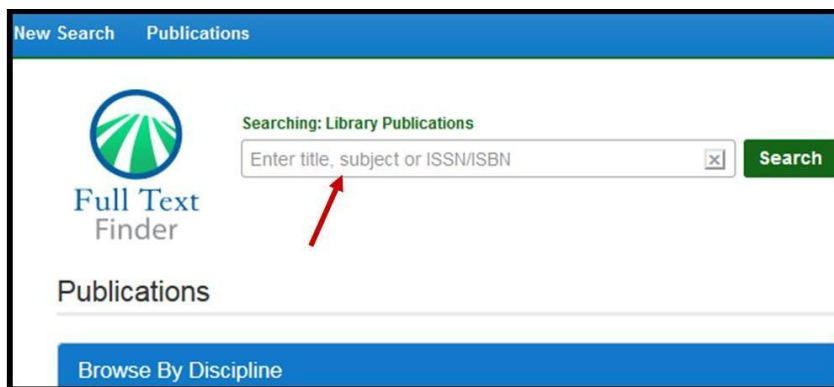 New Search Publications
Searching: Library Publications
Enter title, subject or ISSN/ISBN
Search
Full Text
Finder
Publications
Browse By Discipline